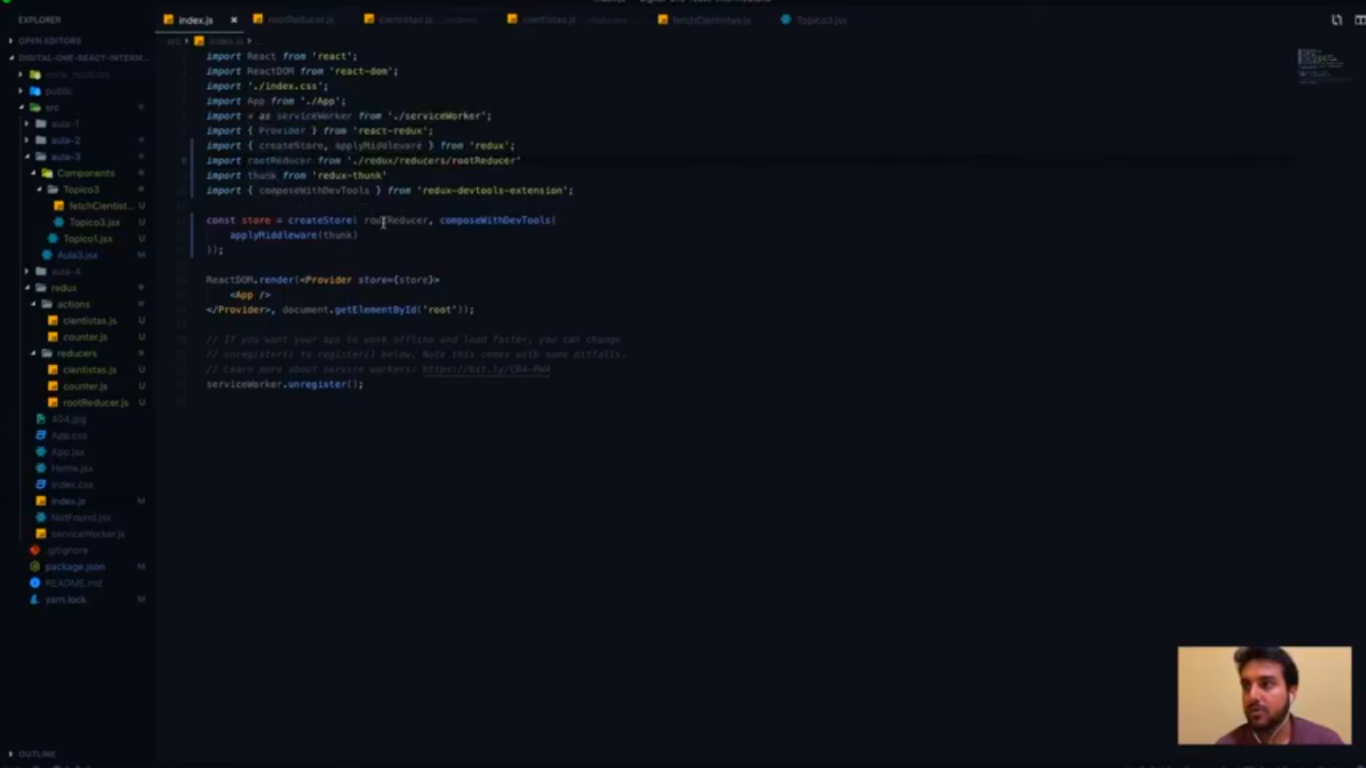 EXPLORER
index.js
rootReducer.js
cientistas.js
cientistas.js
fetchCientistas.js
Topico3.jsx
OPEN EDITORS
DIGITAL-ONE-REACT-INTERM...
node_modules
public
src
aula-1
aula-2
aula-3
Components
Topico3
fetchCientist...
Topico3.jsx
Topico1.jsx
Aula3.jsx M
aula-4
redux
actions
cientistas.js U
counter.js U
reducers
cientistas.js U
counter.js U
rootReducer.js U
404.jpg
App.css
App.jsx
Home.jsx
index.css
index.js M
NotFound.jsx
serviceWorker.js
.gitignore
package.json M
README.md
yarn.lock M
OUTLINE
src index.js
import React from 'react';
import ReactDOM from 'react-dom';
import './index.css';
import App from './App';
import * as serviceWorker from './serviceWorker';
import { Provider } from 'react-redux';
import { createStore, applyMiddleware } from 'redux';
import rootReducer from './redux/reducers/rootReducer'
import thunk from 'redux-thunk'
import { composeWithDevTools } from 'redux-devtools-extension';
const store = createStore( rootReducer, composeWithDevTools(
applyMiddleware(thunk)
));
ReactDOM.render(<Provider store={store}>
<App />
</Provider>, document.getElementById('root'));
// If you want your app to work offline and load faster, you can change
// unregister() to register() below. Note this comes with some pitfalls.
// Learn more about service workers: https://bit.ly/CRA-PWA
serviceWorker.unregister();